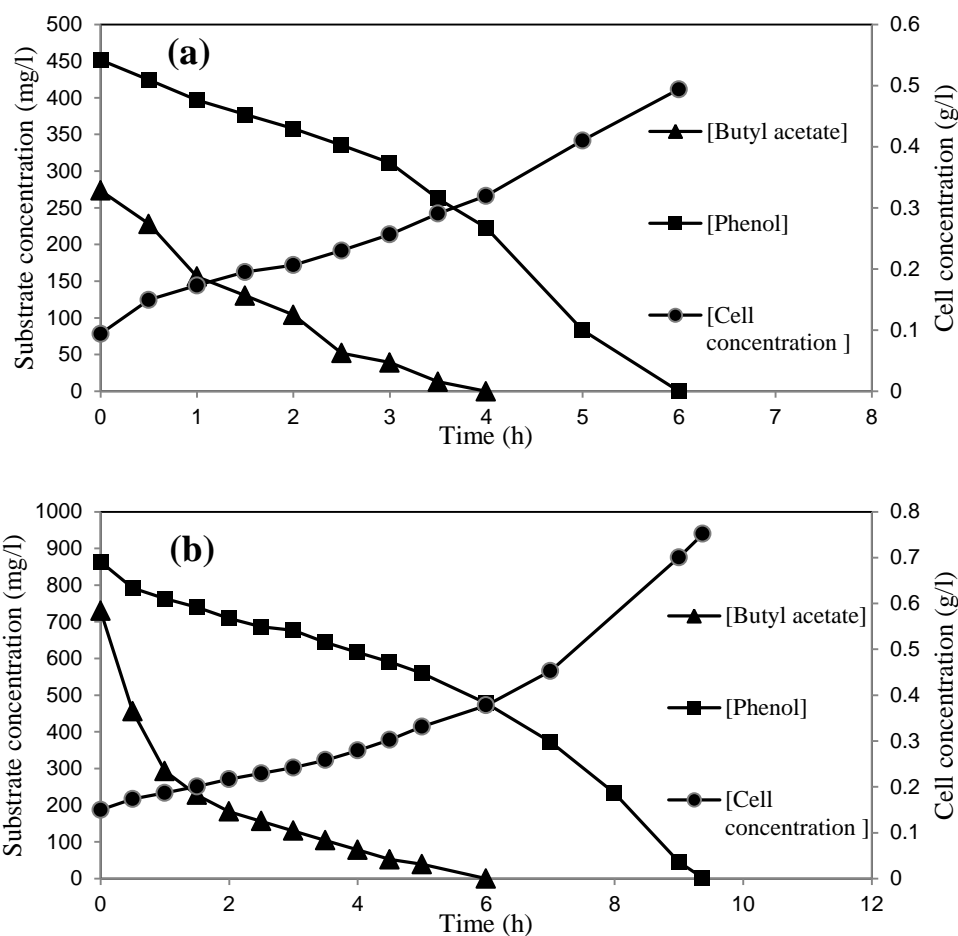 (a)
Substrate concentration (mg/l)
500
450
400
350
300
250
200
150
100
50
0
0.6
0.5
0.4
0.3
0.2
0.1
0
Cell concentration (g/l)
[Butyl acetate]
[Phenol]
[Cell
concentration ]
0 1 2 3 4 5 6 7 8
Time (h)
(b)
Substrate concentration (mg/l)
1000
900
800
700
600
500
400
300
200
100
0
0.8
0.7
0.6
0.5
0.4
0.3
0.2
0.1
0
Cell concentration (g/l)
[Butyl acetate]
[Phenol]
[Cell
concentration ]
0 2 4 6 8 10 12
Time (h)